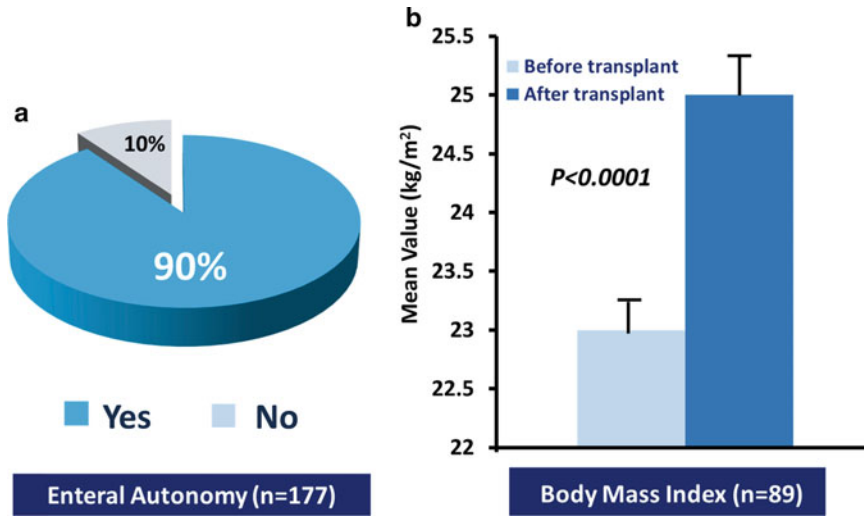 a
10%
90%
Yes No
Enteral Autonomy (n=177)
b
Mean Value (kg/m²)
25.5
25
24.5
24
23.5
23
22.5
22
Before transplant
After transplant
P<0.0001
Body Mass Index (n=89)